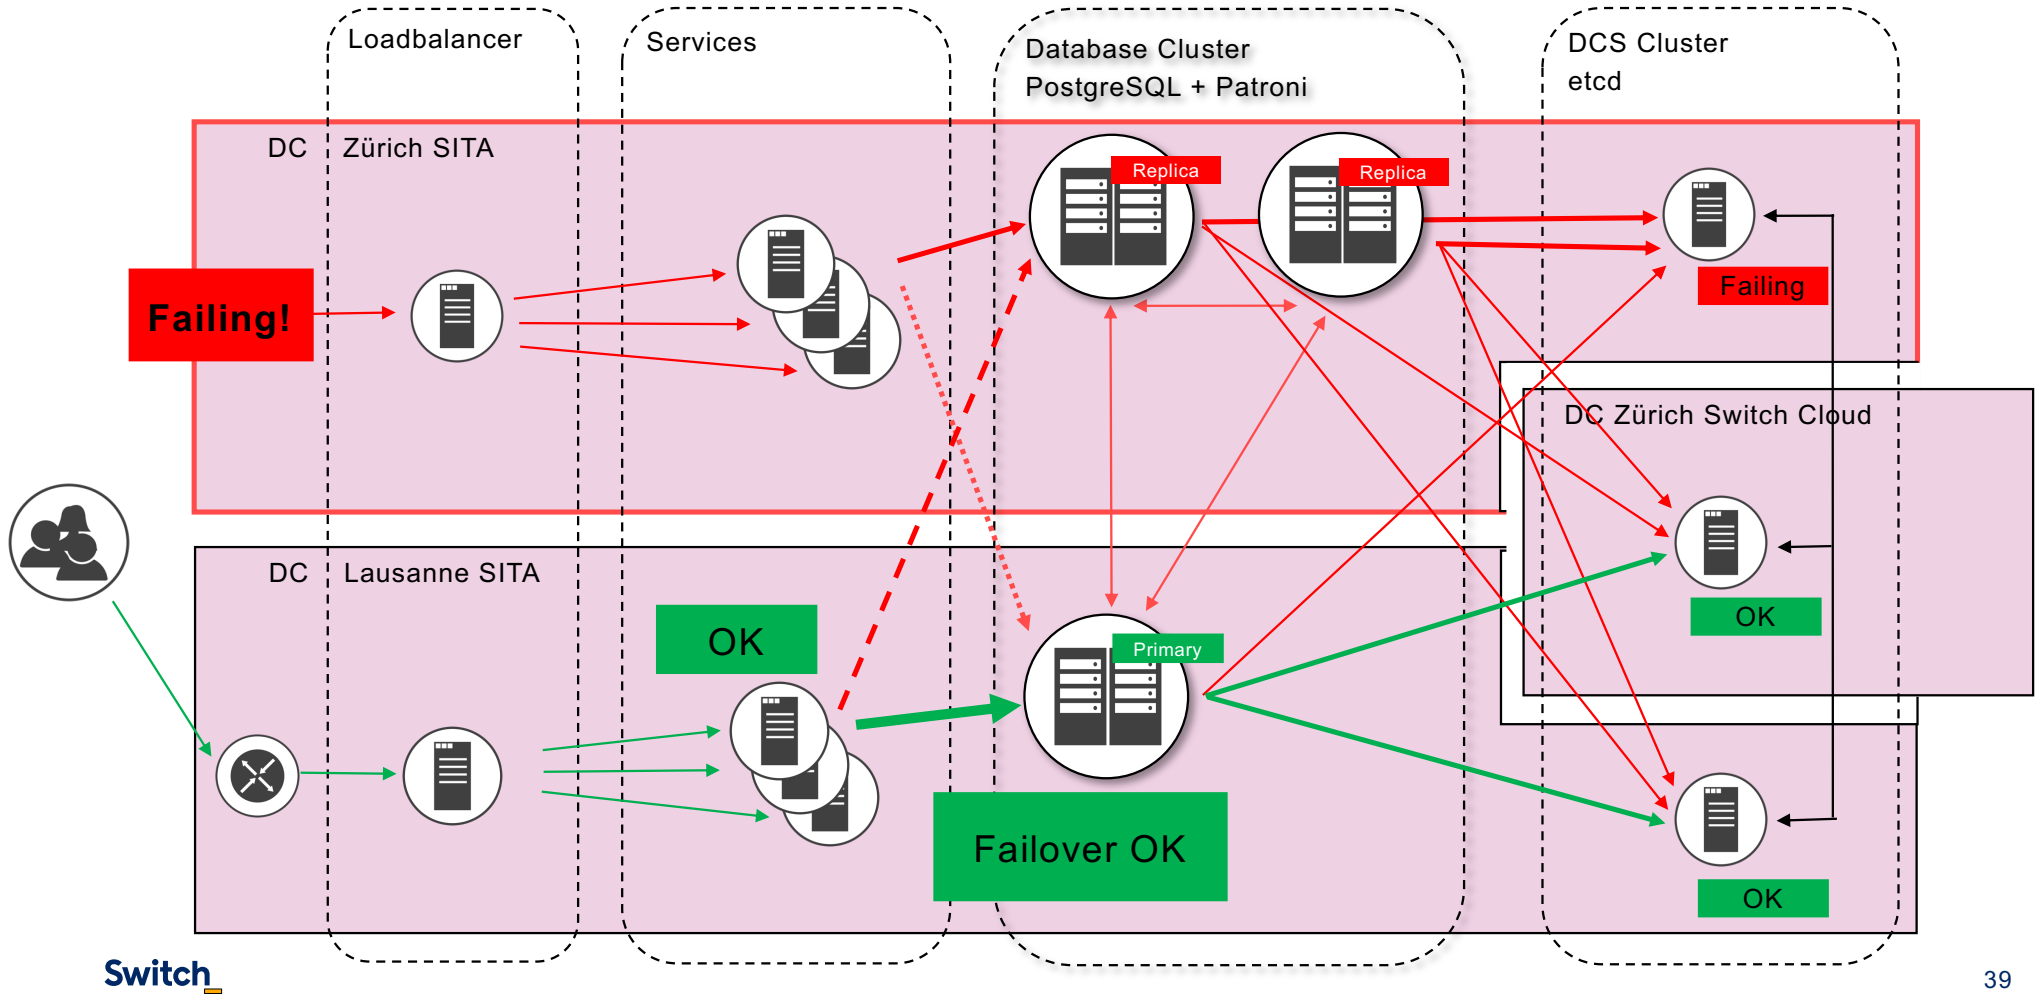 Loadbalancer
Services
Database Cluster
PostgreSQL + Patroni
DCS Cluster
etcd
DC Zürich SITA
Replica
Replica
Failing!
Failing
DC Zürich Switch Cloud
DC Lausanne SITA
OK
OK
Primary
Failover OK
OK
Switch_
39